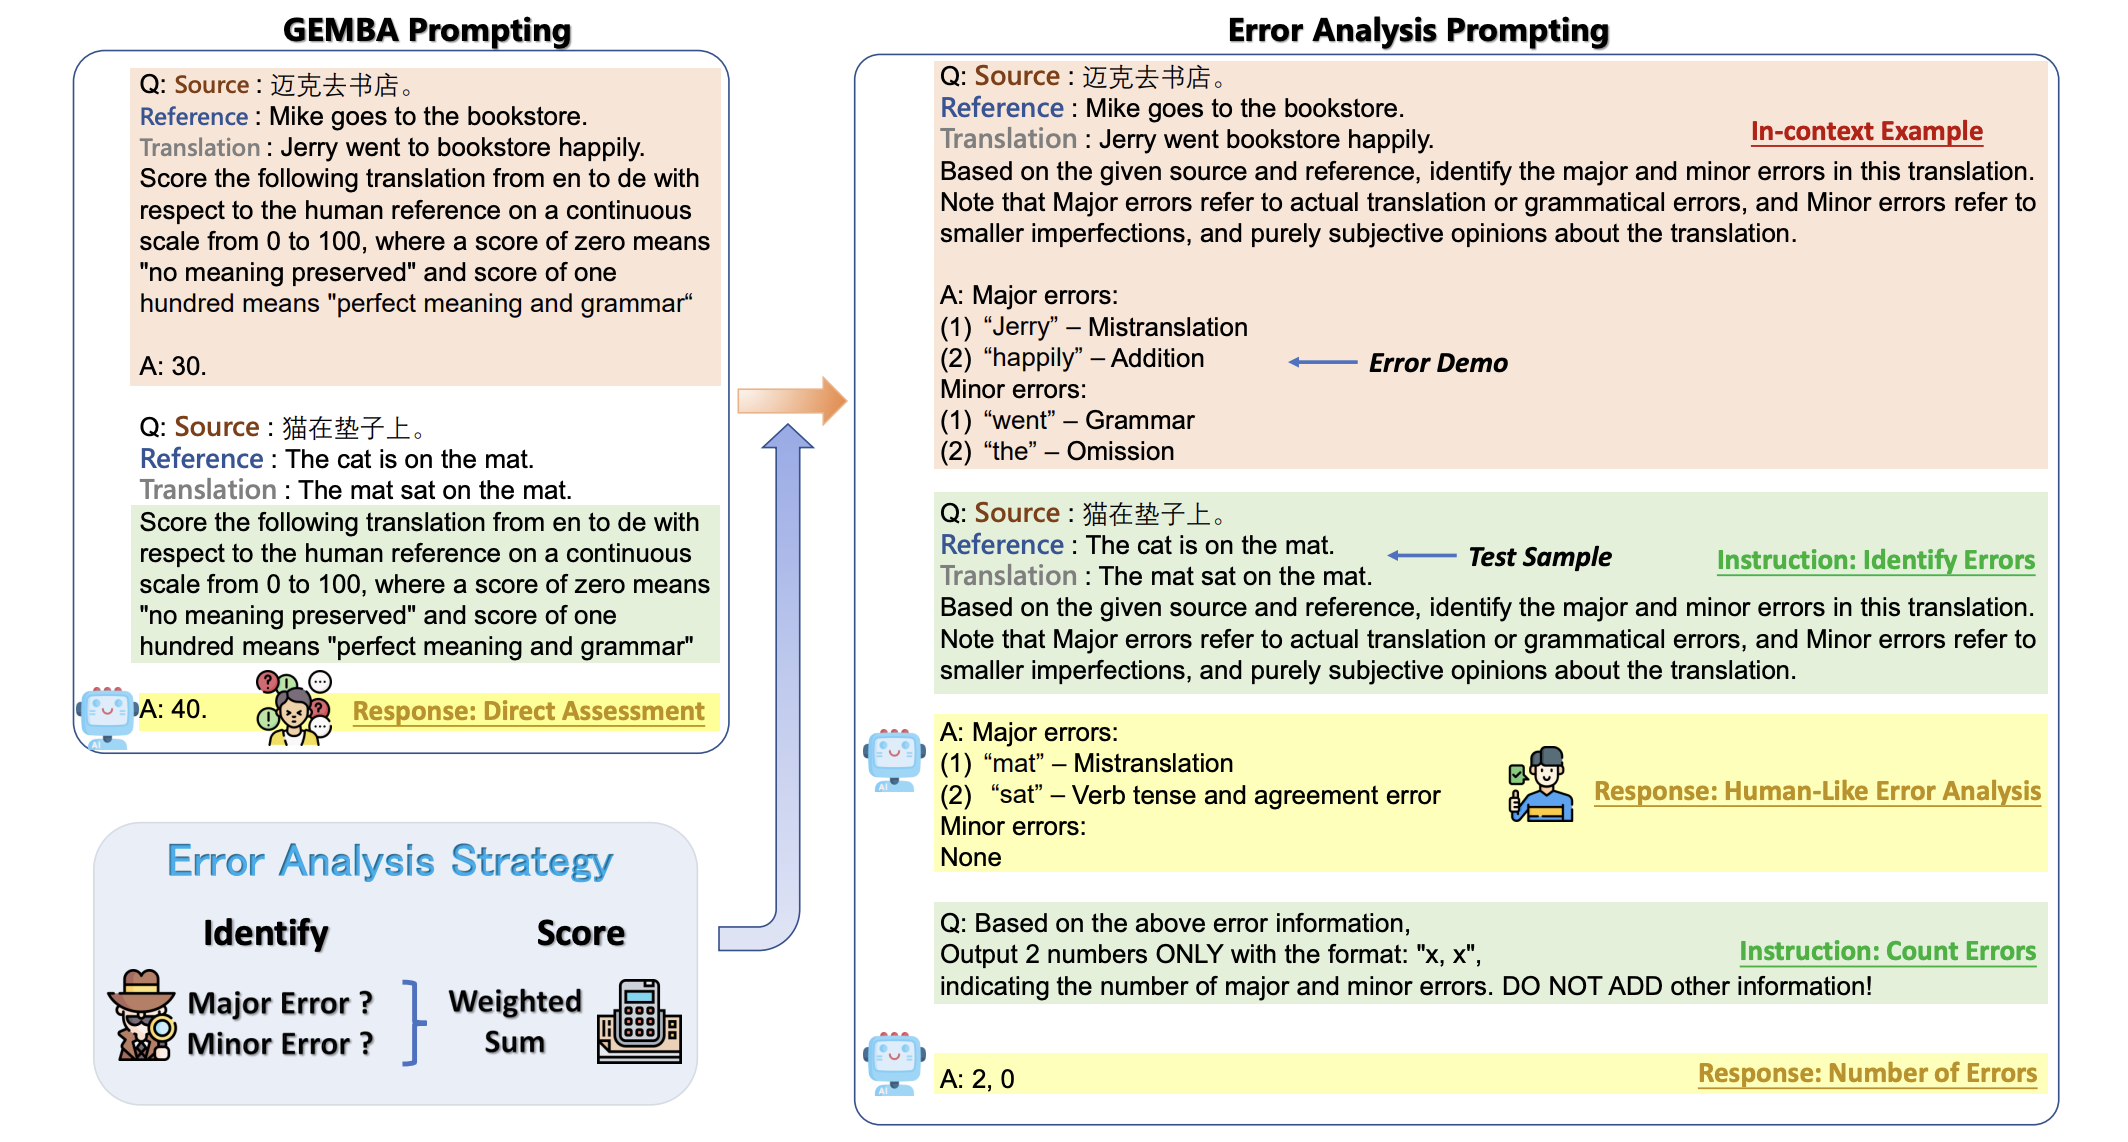 GEMBA Prompting
Q: Source : 迈克去书店。
Reference : Mike goes to the bookstore.
Translation : Jerry went to bookstore happily.
Score the following translation from en to de with
respect to the human reference on a continuous
scale from 0 to 100, where a score of zero means
"no meaning preserved" and score of one
hundred means "perfect meaning and grammar“
A: 30.
Q: Source : 猫在垫子上。
Reference : The cat is on the mat.
Translation : The mat sat on the mat.
Score the following translation from en to de with
respect to the human reference on a continuous
scale from 0 to 100, where a score of zero means
"no meaning preserved" and score of one
hundred means "perfect meaning and grammar"
A: 40.
Response: Direct Assessment
AI
Error Analysis Strategy
Identify
Score
Major Error ?
Minor Error ?
Weighted
Sum
Error Analysis Prompting
Q: Source : 迈克去书店。
Reference : Mike goes to the bookstore.
Translation : Jerry went bookstore happily.
In-context Example
Based on the given source and reference, identify the major and minor errors in this translation.
Note that Major errors refer to actual translation or grammatical errors, and Minor errors refer to
smaller imperfections, and purely subjective opinions about the translation.
A: Major errors:
(1) “Jerry” – Mistranslation
(2) “happily” – Addition
Error Demo
Minor errors:
(1) “went” – Grammar
(2) “the” – Omission
Q: Source : 猫在垫子上。
Reference : The cat is on the mat.
Translation : The mat sat on the mat.
Test Sample
Instruction: Identify Errors
Based on the given source and reference, identify the major and minor errors in this translation.
Note that Major errors refer to actual translation or grammatical errors, and Minor errors refer to
smaller imperfections, and purely subjective opinions about the translation.
A: Major errors:
(1) “mat” – Mistranslation
(2) “sat” – Verb tense and agreement error
Minor errors:
None
AI
Response: Human-Like Error Analysis
Q: Based on the above error information,
Output 2 numbers ONLY with the format: "x, x",
indicating the number of major and minor errors. DO NOT ADD other information!
Instruction: Count Errors
A: 2, 0
AI
Response: Number of Errors